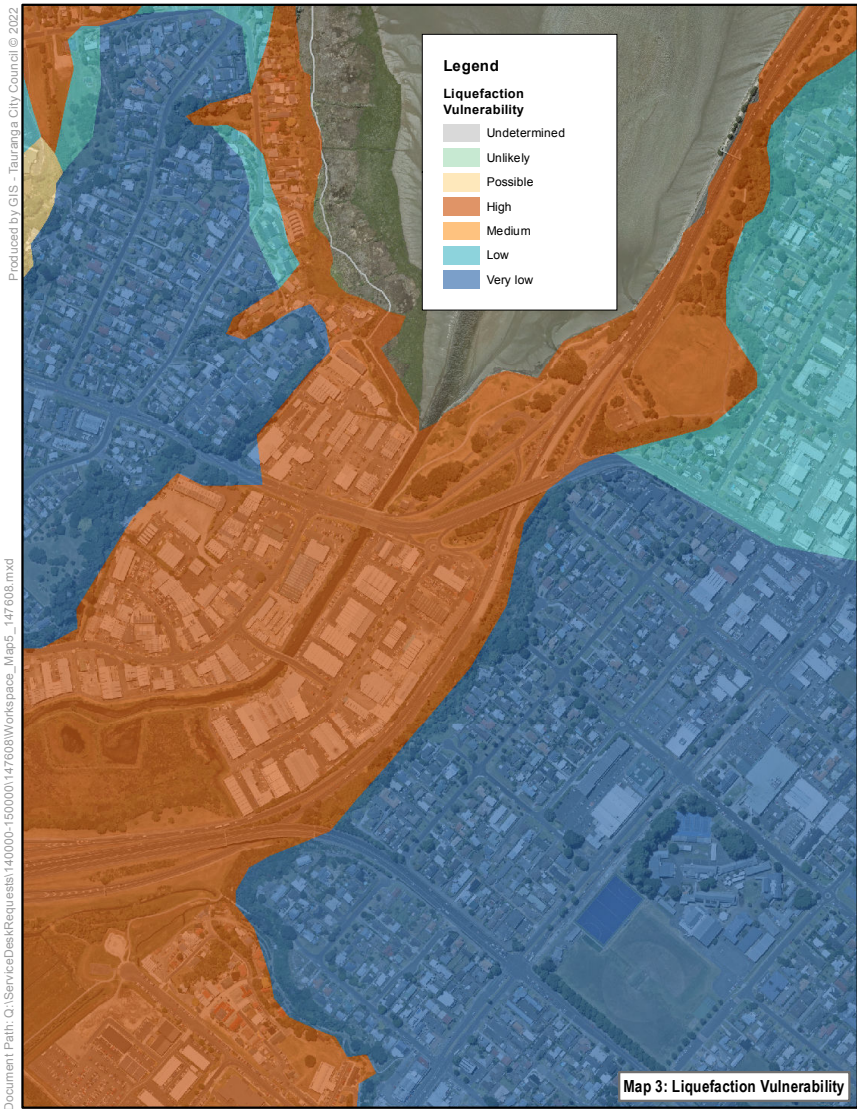 Produced by GIS - Tauranga City Council © 2022
Document Path: Q:\ServiceDeskRequests\140000-150000\147608\Workspace_Map5_147608.mxd
Legend
Liquefaction
Vulnerability
Undetermined
Unlikely
Possible
High
Medium
Low
Very low
Map 3: Liquefaction Vulnerability